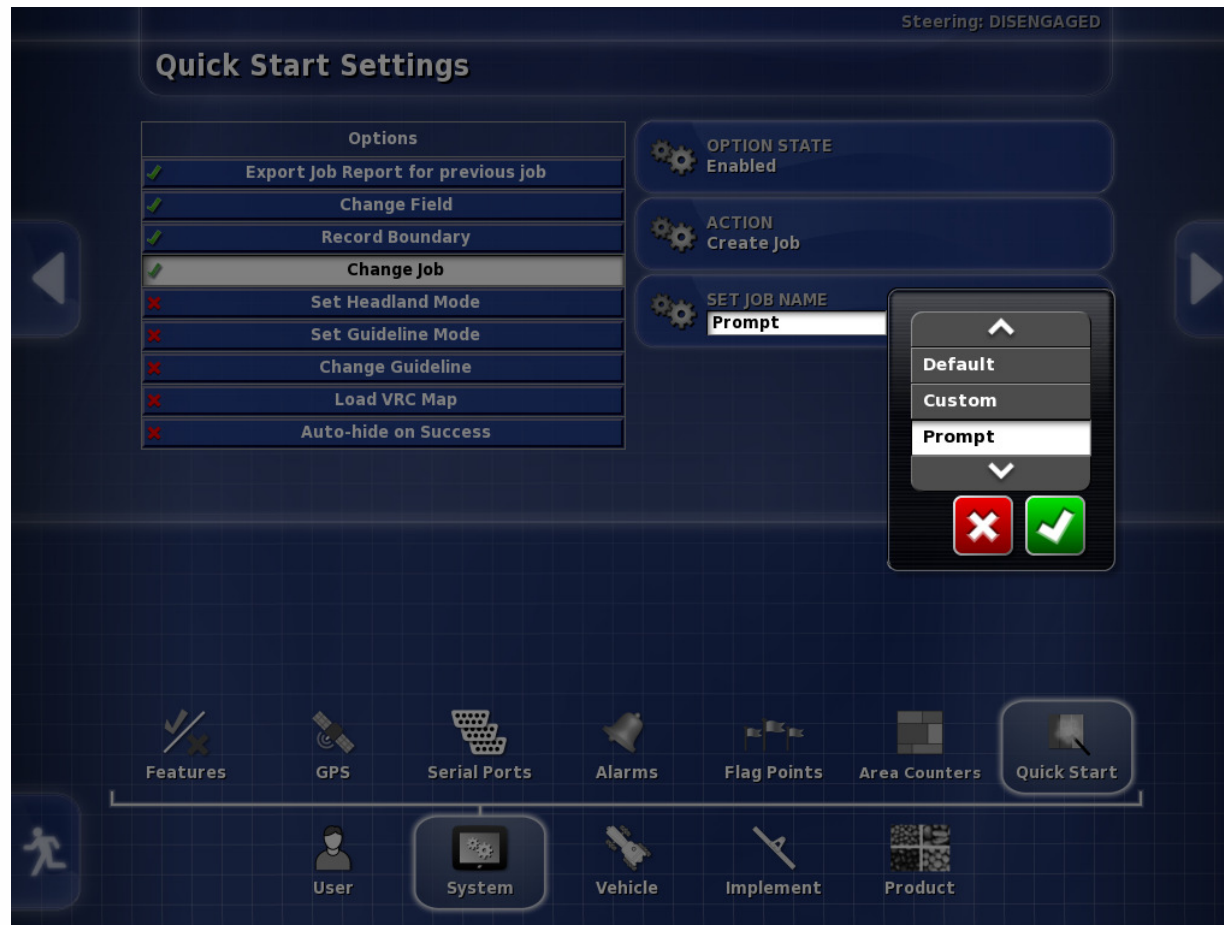 Steering: DISENGAGED
Quick Start Settings
Options
Export Job Report for previous job
Change Field
Record Boundary
Change Job
Set Headland Mode
Set Guideline Mode
Change Guideline
Load VRC Map
Auto-hide on Success
OPTION STATE
Enabled
ACTION
Create Job
SET JOB NAME
Prompt
Default
Custom
Prompt
Features
GPS
Serial Ports
Alarms
Flag Points
Area Counters
Quick Start
User
System
Vehicle
Implement
Product